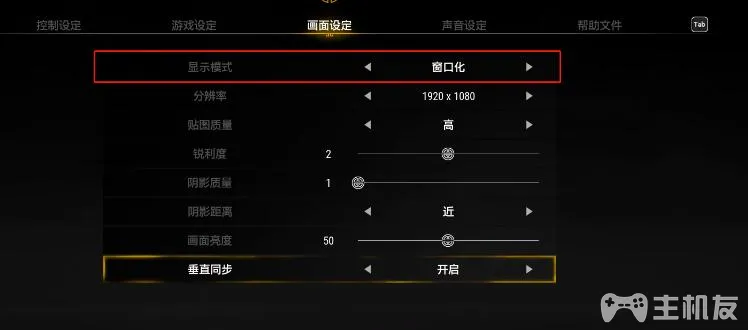 控制设定 游戏设定 画面设定 声音设定 帮助文件 Tab
显示模式 窗口化
分辨率 1920 x 1080
贴图质量 高
锐利度 2
阴影质量 1
阴影距离 近
画面亮度 50
垂直同步 开启
主机友